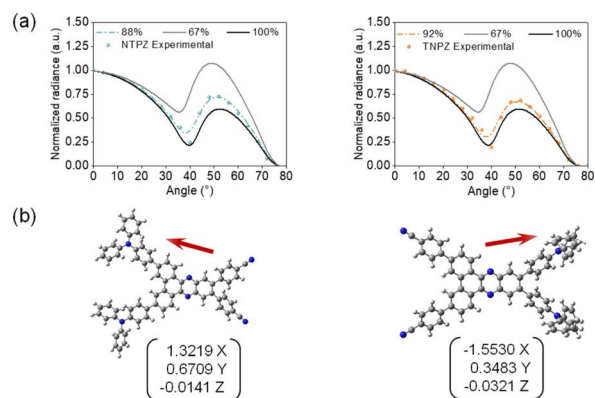 (a)
1.50
1.25
1.00
0.75
0.50
0.25
0.00
Normalized radiance (a.u.)
88% 67% 100%
NTPZ Experimental
0 10 20 30 40 50 60 70 80
Angle (°)
1.50
1.25
1.00
0.75
0.50
0.25
0.00
Normalized radiance (a.u.)
92% 67% 100%
TNPZ Experimental
0 10 20 30 40 50 60 70 80
Angle (°)
(b)
1.3219 X
0.6709 Y
-0.0141 Z
-1.5530 X
0.3483 Y
-0.0321 Z